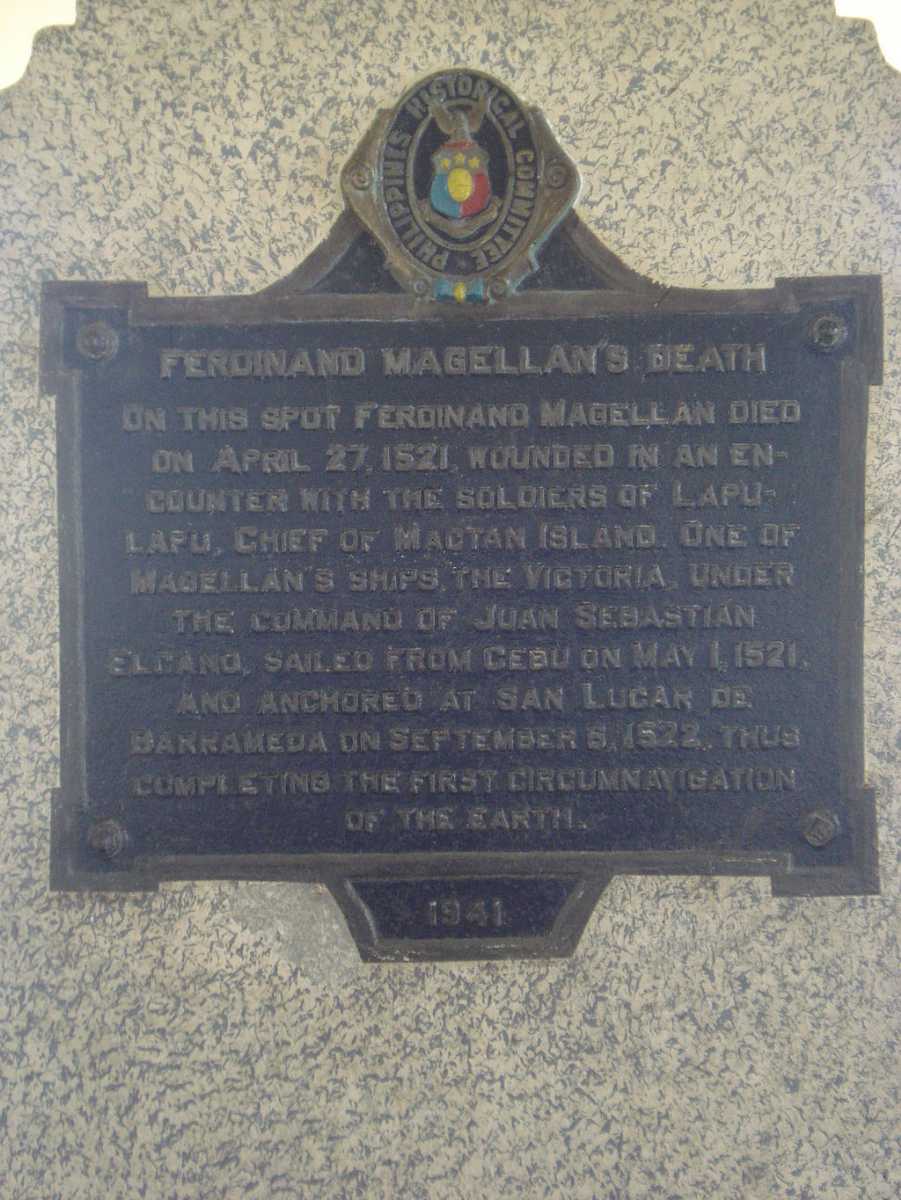 PHILIPPINES HISTORICAL COMMITTEE
FERDINAND MAGELLAN'S DEATH
ON THIS SPOT FERDINAND MAGELLAN DIED
ON APRIL 27, 1521, WOUNDED IN AN EN-
COUNTER WITH THE SOLDIERS OF LAPU-
LAPU, CHIEF OF MACTAN ISLAND. ONE OF
MAGELLAN'S SHIPS, THE VICTORIA, UNDER
THE COMMAND OF JUAN SEBASTIAN
ELCANO, SAILED FROM CEBU ON MAY 1, 1521,
AND ANCHORED AT SAN LUCAR DE
BARRAMEDA ON SEPTEMBER 6, 1522, THUS
COMPLETING THE FIRST CIRCUMNAVIGATION
OF THE EARTH.
1941